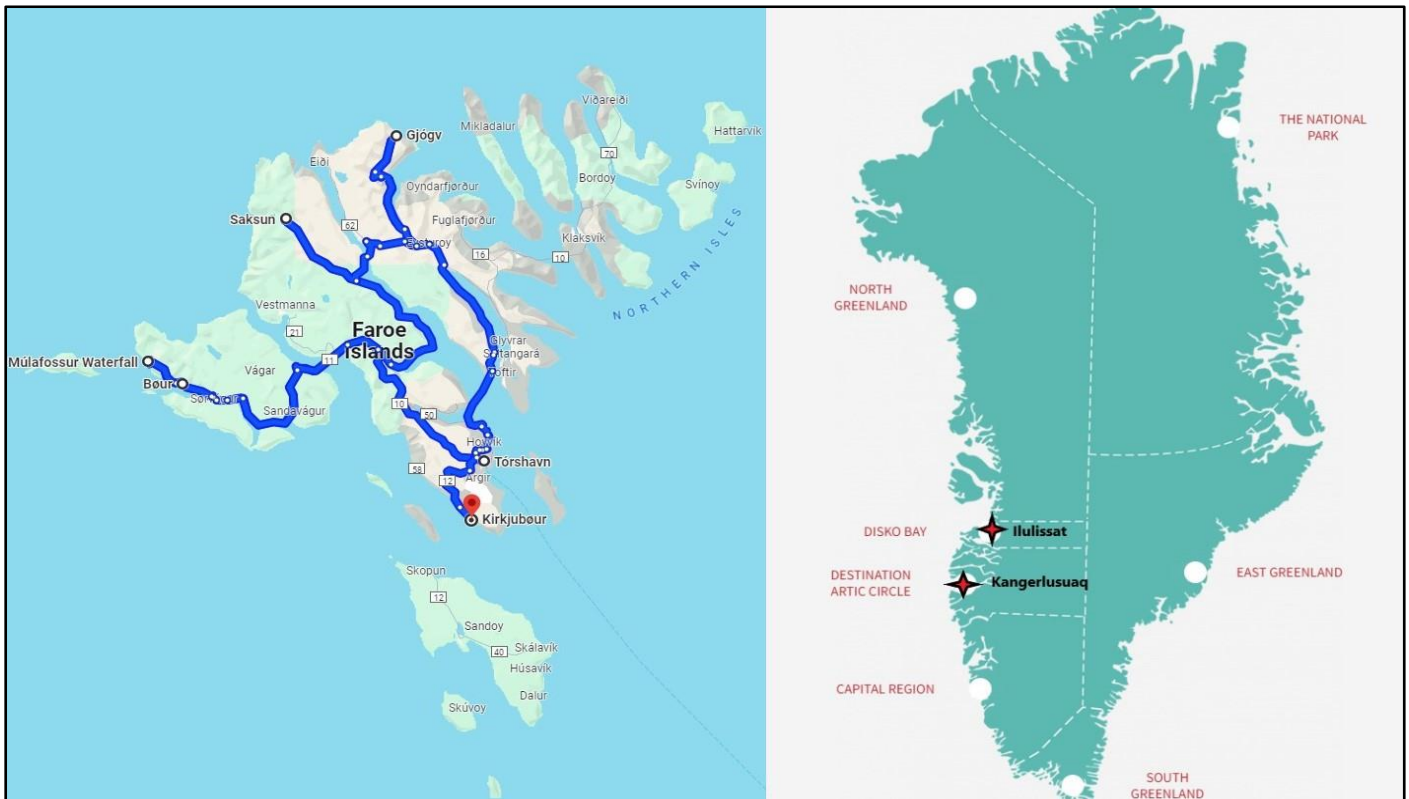 Viðareiði
Gjógv
Mikladalur
Hattarvík
Eiði
70
Oyndarfjørður
Bordoy
Svínoy
Saksun
Fuglafjørður
62
Klaksvík
16
10
NORTHERN ISLES
Vestmanna
21
Faroe
islands
Glyvrar
11
Múlafossur Waterfall
Vágar
Bøur
Sandavágur
10
50
Hoyvík
Tórshavn
58
Argir
12
Kirkjubøur
Skopun
12
Sandoy
40
Skálavík
Húsavík
Dalur
Skúvoy
THE NATIONAL
PARK
NORTH
GREENLAND
DISKO BAY
Ilulissat
DESTINATION
ARTIC CIRCLE
Kangerlusuaq
EAST GREENLAND
CAPITAL REGION
SOUTH
GREENLAND